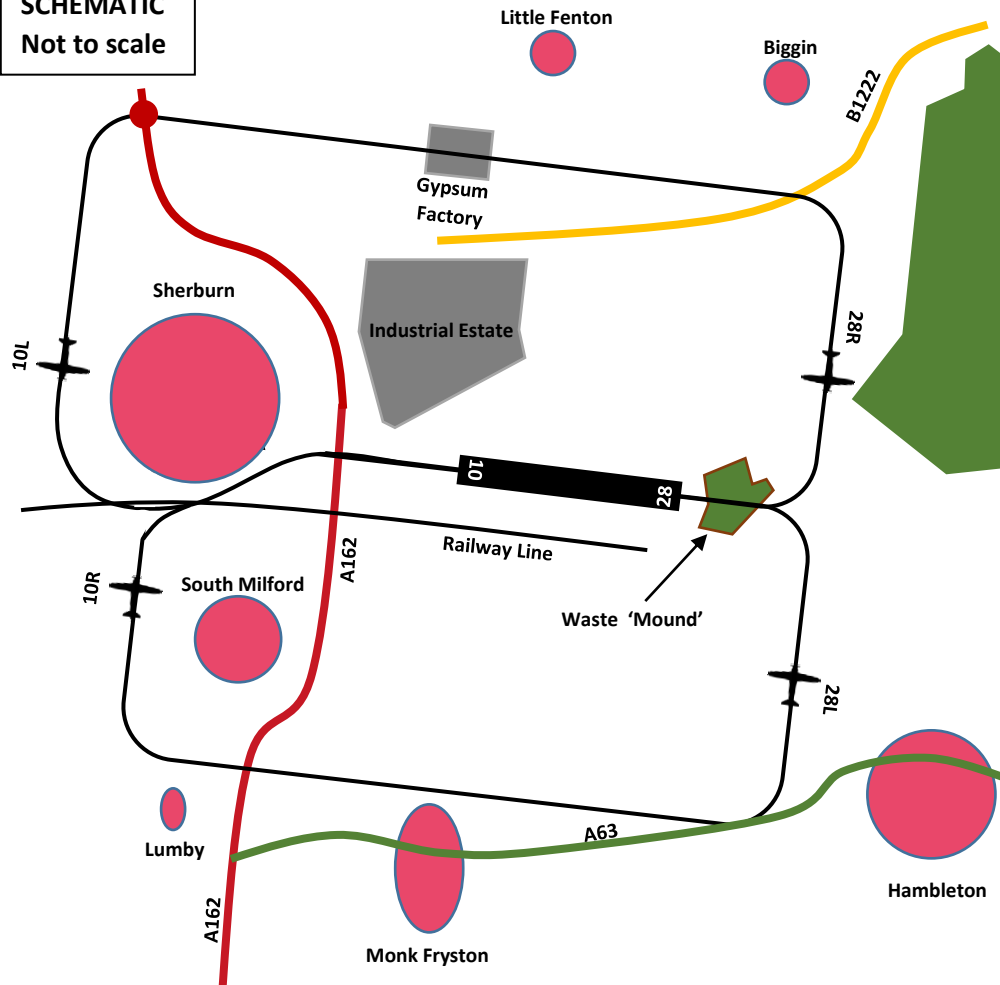 SCHEMATIC
Not to scale
Little Fenton
Biggin
B1222
Gypsum
Factory
Sherburn
Industrial Estate
10L
28R
10
28
Railway Line
A162
Waste ‘Mound’
10R
South Milford
28L
Lumby
A63
Hambleton
A162
Monk Fryston